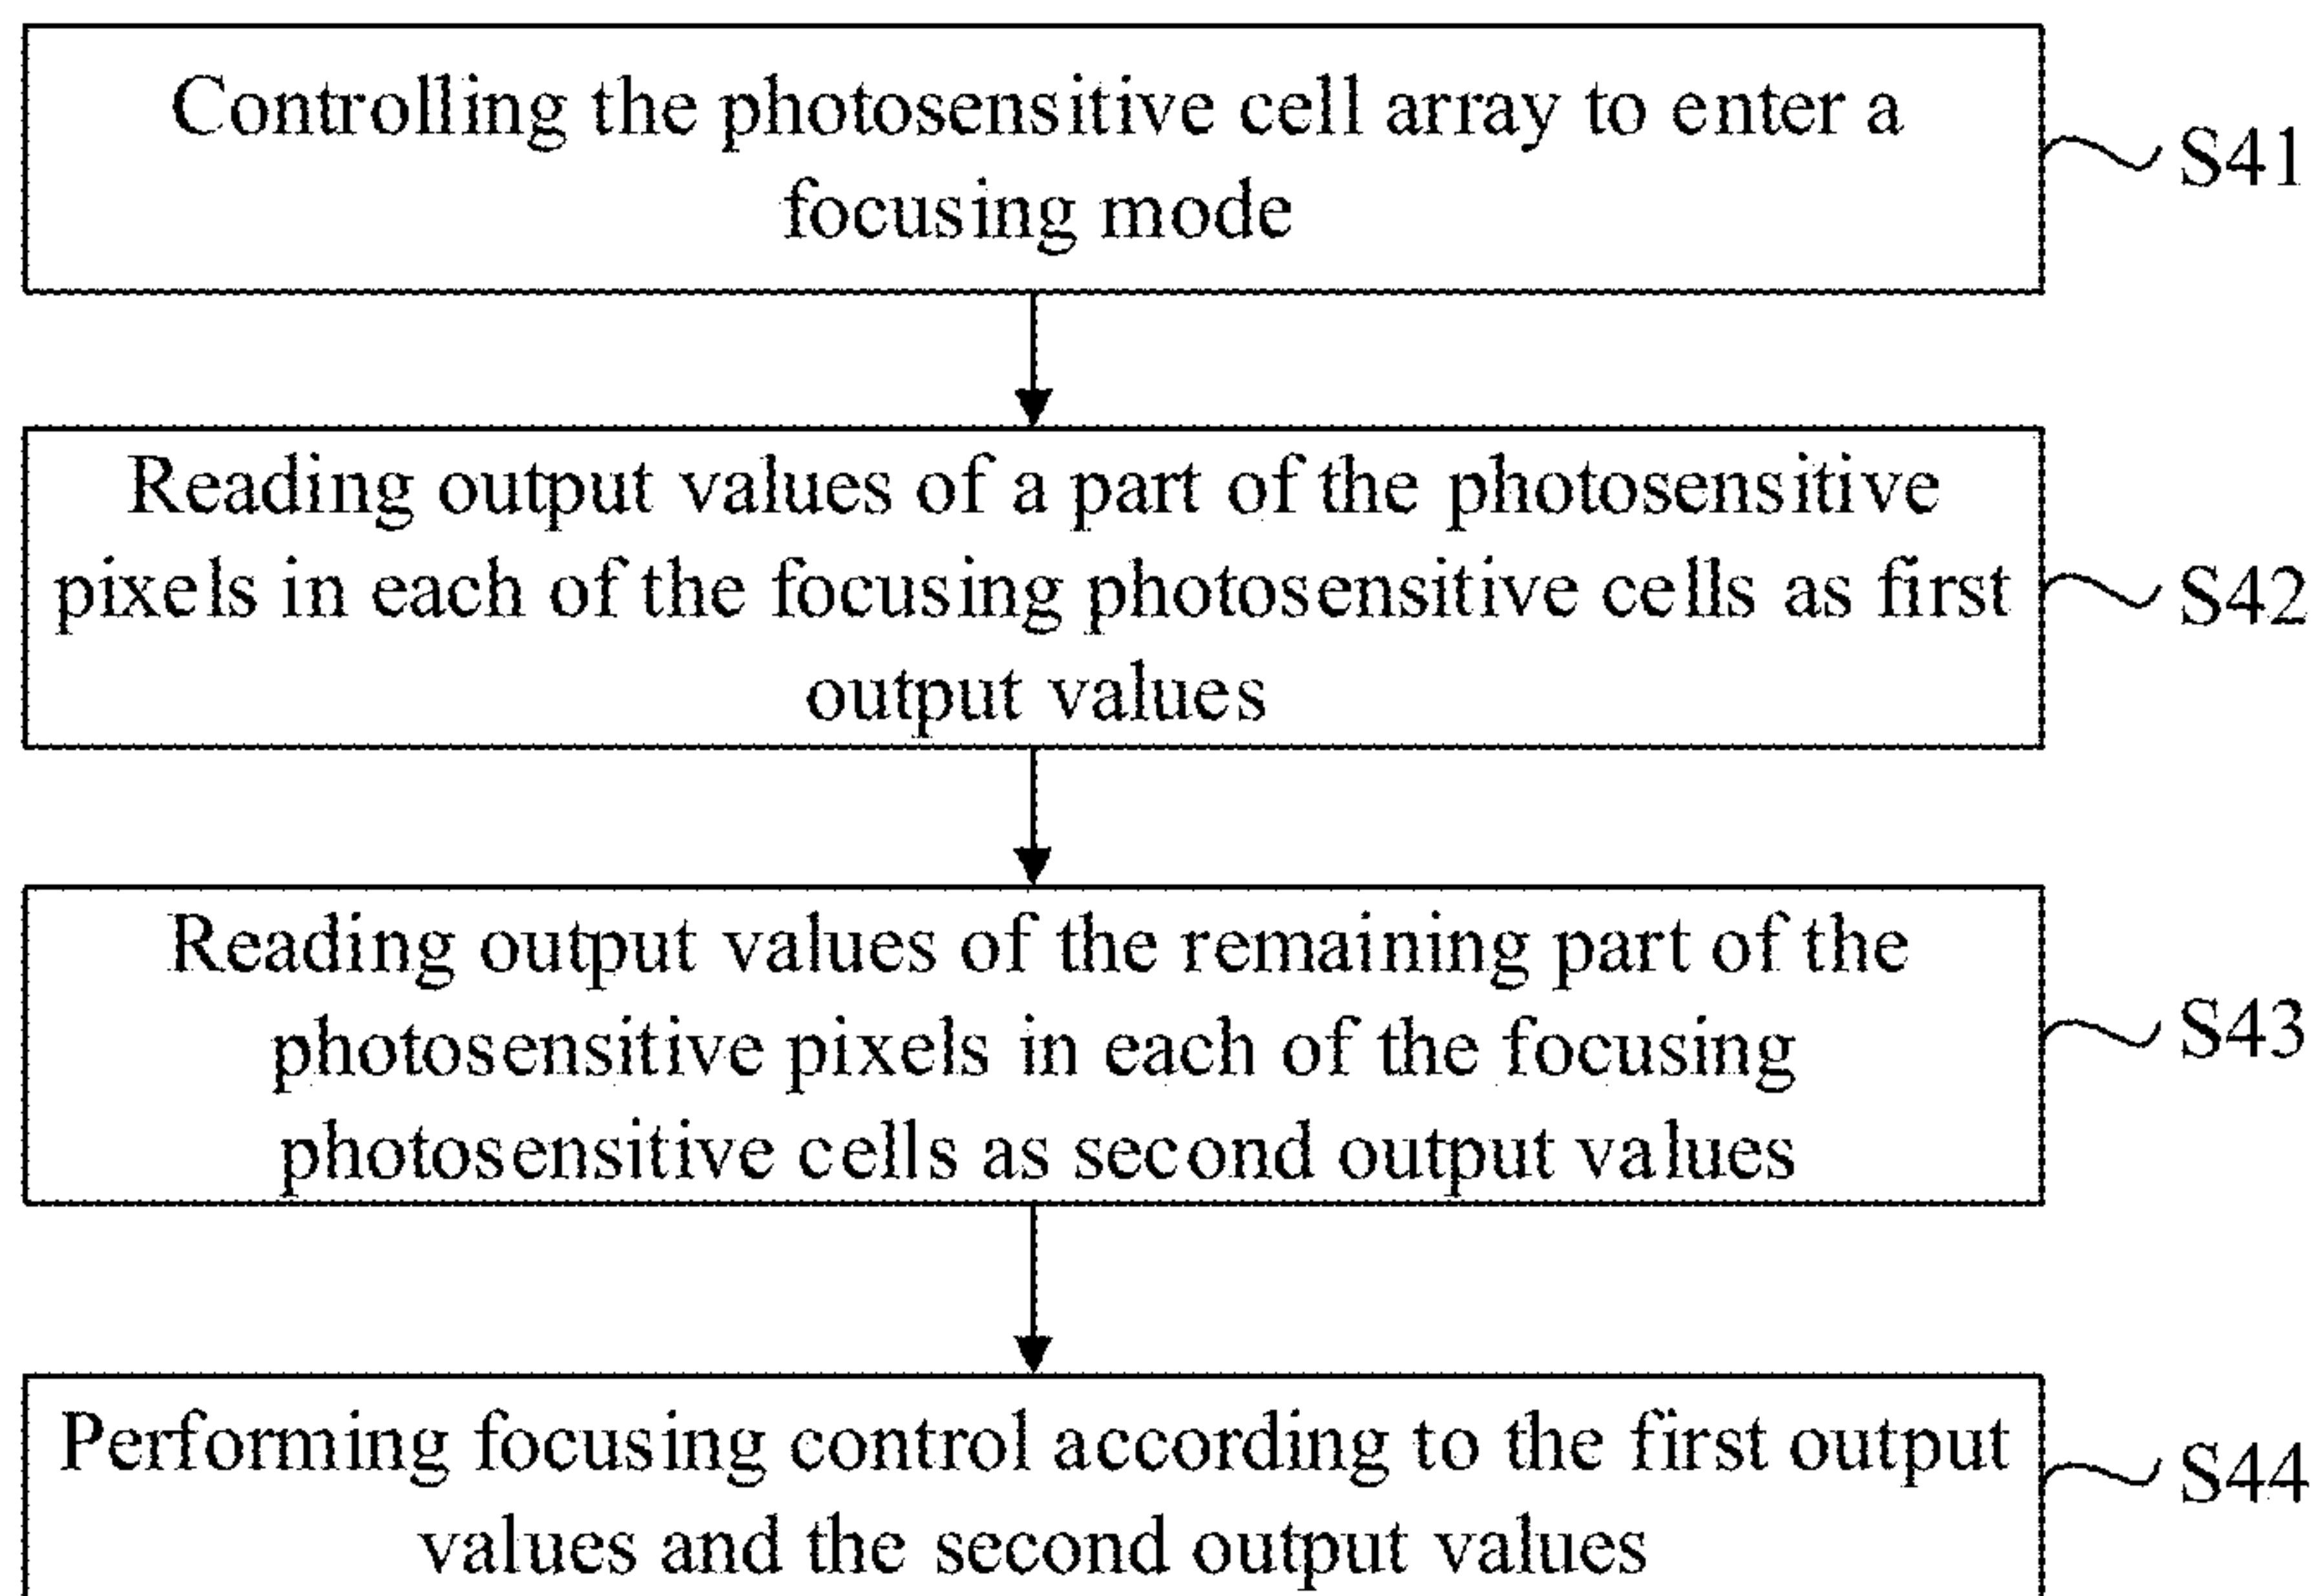 Controlling the photosensitive cell array to enter a
focusing mode
S41
Reading output values of a part of the photosensitive
pixels in each of the focusing photosensitive cells as first
output values
S42
Reading output values of the remaining part of the
photosensitive pixels in each of the focusing
photosensitive cells as second output values
S43
Performing focusing control according to the first output
values and the second output values
S44